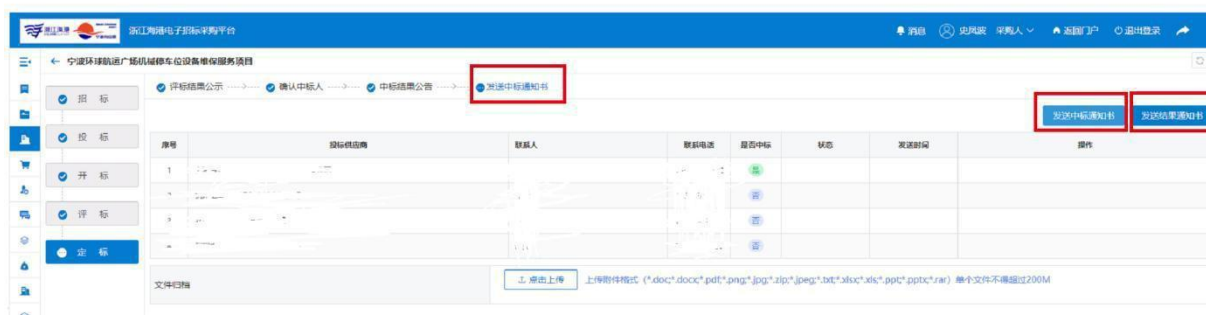 浙江海港
浙江海港电子招标采购平台
消息 史凤波 采购人 返回门户 退出登录
宁波环球航运广场机械停车位设备维保服务项目
评标结果公示 确认中标人 中标结果公告 发送中标通知书
招 标
发送中标通知书 发送结果通知书
投 标
序号 投标供应商 联系人 联系电话 是否中标 状态 发送时间 操作
1 是
开 标
否
评 标
否
定 标
否
文件归档 点击上传 上传附件格式（*.doc;*.docx;*.pdf;*.png;*.jpg;*.zip;*.jpeg;*.txt;*.xlsx;*.xls;*.ppt;*.pptx;*.rar）单个文件不得超过200M